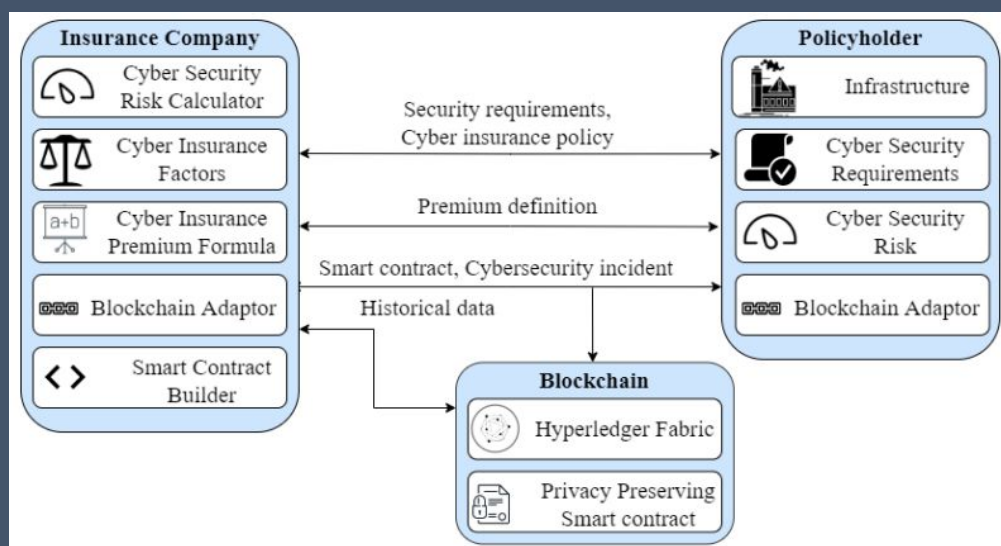 Insurance Company
Cyber Security
Risk Calculator
Cyber Insurance
Factors
a+b
Cyber Insurance
Premium Formula
Blockchain Adaptor
Smart Contract
Builder
Security requirements,
Cyber insurance policy
Premium definition
Smart contract, Cybersecurity incident
Historical data
Policyholder
Infrastructure
Cyber Security
Requirements
Cyber Security
Risk
Blockchain Adaptor
Blockchain
Hyperledger Fabric
Privacy Preserving
Smart contract